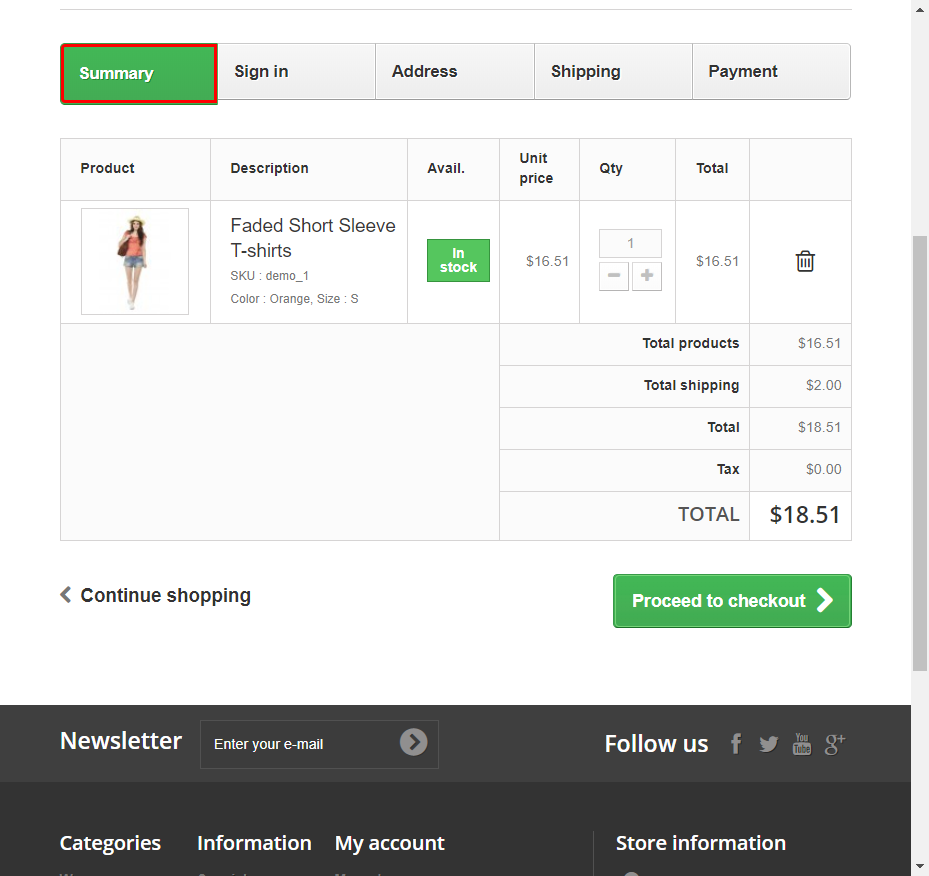 Summary
Sign in
Address
Shipping
Payment
Product
Description
Avail.
Unit
price
Qty
Total
Faded Short Sleeve
T-shirts
SKU : demo_1
Color : Orange, Size : S
In
stock
$16.51
1
$16.51
Total products $16.51
Total shipping $2.00
Total $18.51
Tax $0.00
TOTAL $18.51
Continue shopping
Proceed to checkout
Newsletter
Enter your e-mail
Follow us
You
Tube
g+
Categories
Information
My account
Store information